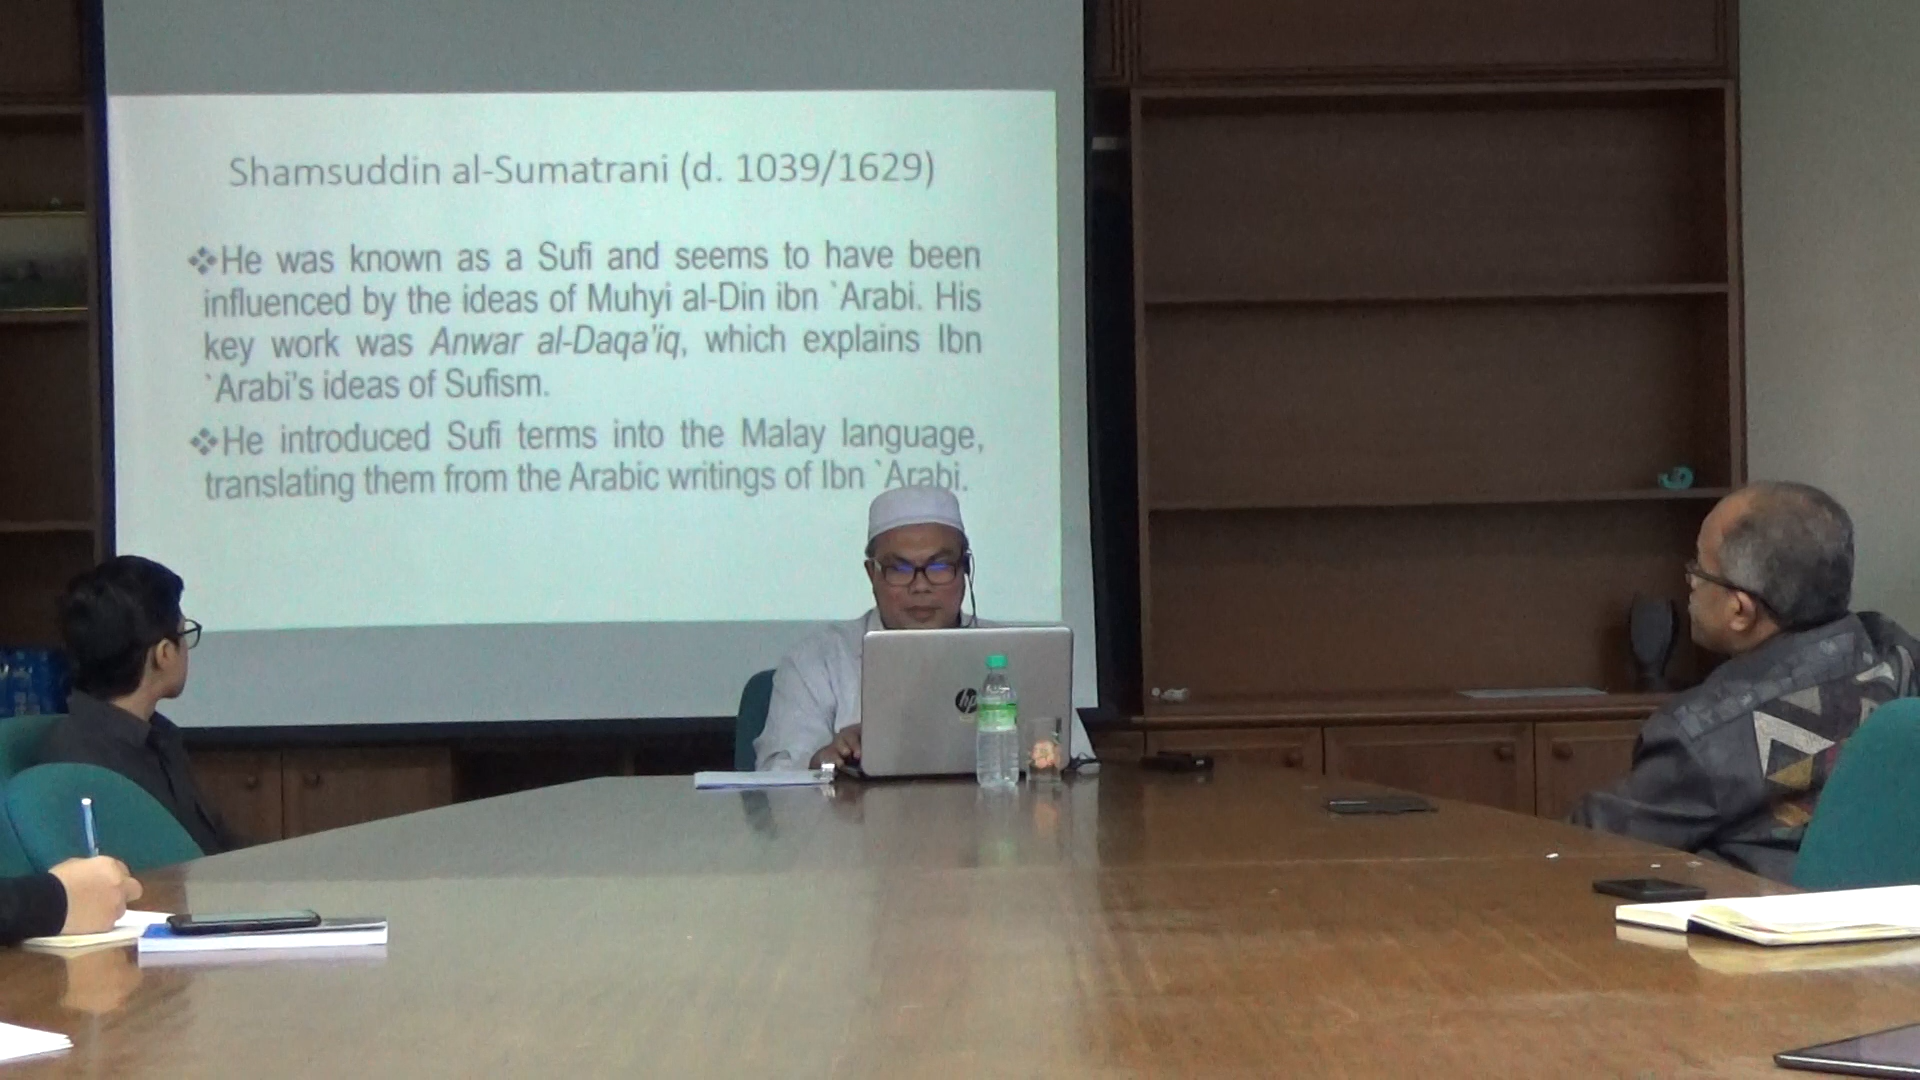 Shamsuddin al-Sumatrani (d. 1039/1629)
❖He was known as a Sufi and seems to have been
influenced by the ideas of Muhyi al-Din ibn `Arabi. His
key work was Anwar al-Daqa'iq, which explains Ibn
`Arabi's ideas of Sufism.
❖He introduced Sufi terms into the Malay language,
translating them from the Arabic writings of Ibn `Arabi.
hp